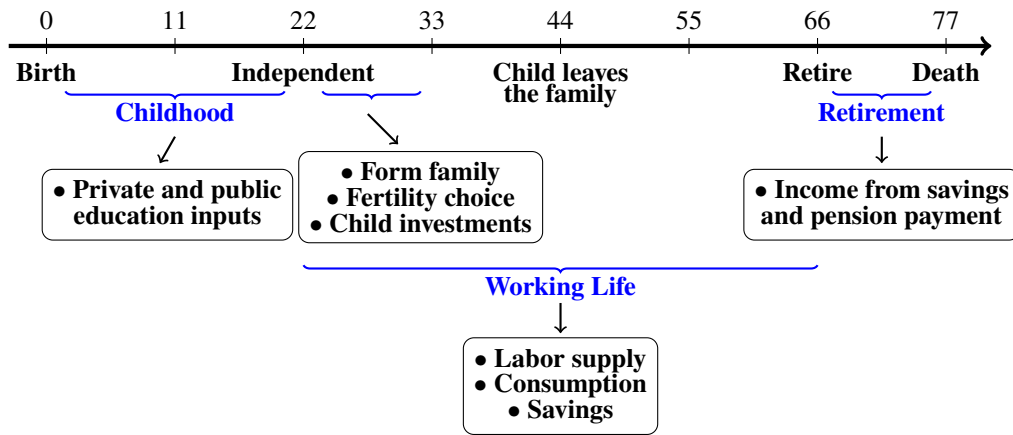 0 11 22 33 44 55 66 77
Birth Independent Child leaves Retire Death
the family
Childhood Retirement
• Private and public
education inputs
• Form family
• Fertility choice
• Child investments
• Income from savings
and pension payment
Working Life
• Labor supply
• Consumption
• Savings